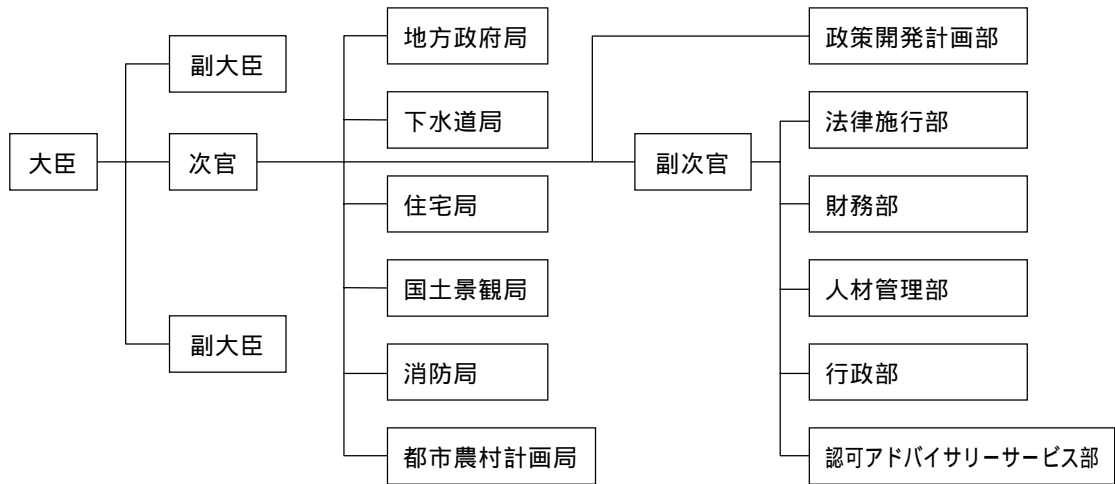 大臣
副大臣
次官
副大臣
地方政府局
下水道局
住宅局
国土景観局
消防局
都市農村計画局
副次官
政策開発計画部
法律施行部
財務部
人材管理部
行政部
認可アドバイサリーサービス部